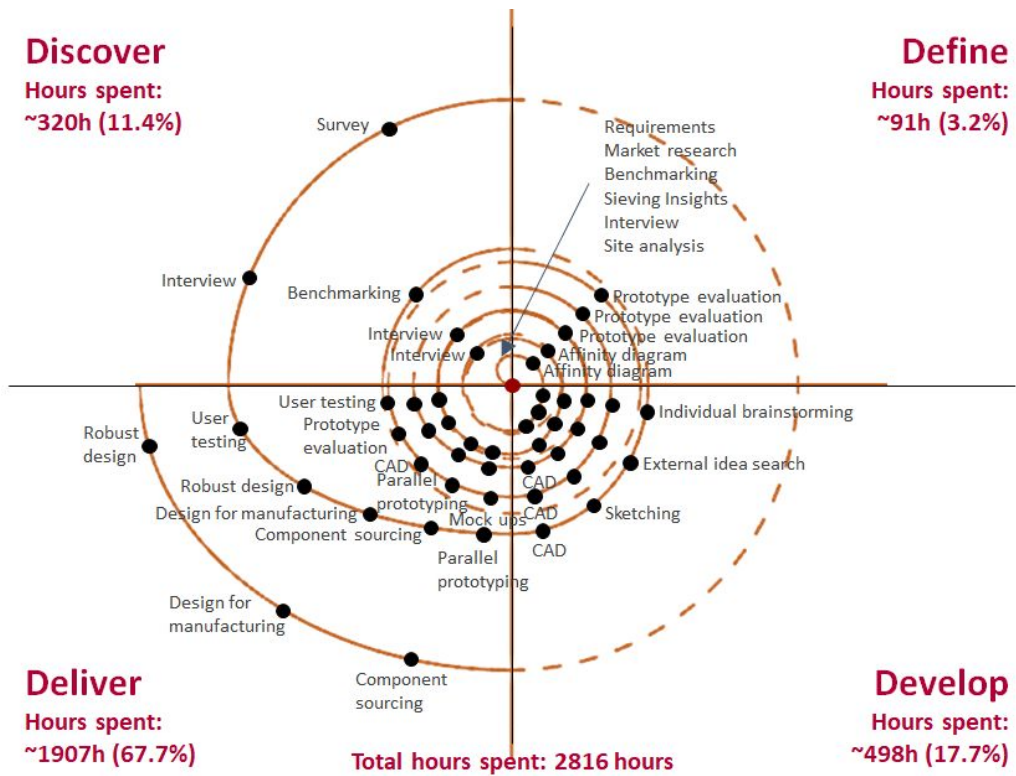 Discover
Hours spent:
~320h (11.4%)
Define
Hours spent:
~91h (3.2%)
Survey
Requirements
Market research
Benchmarking
Sieving Insights
Interview
Site analysis
Interview
Benchmarking
Interview
Interview
Prototype evaluation
Prototype evaluation
Prototype evaluation
Affinity diagram
Affinity diagram
User testing
Prototype
evaluation
CAD
Parallel
prototyping
Mock ups
CAD
CAD
CAD
Individual brainstorming
External idea search
Sketching
User
testing
Robust
design
Robust design
Design for manufacturing
Component sourcing
Parallel
prototyping
Design for
manufacturing
Component
sourcing
Deliver
Hours spent:
~1907h (67.7%)
Total hours spent: 2816 hours
Develop
Hours spent:
~498h (17.7%)